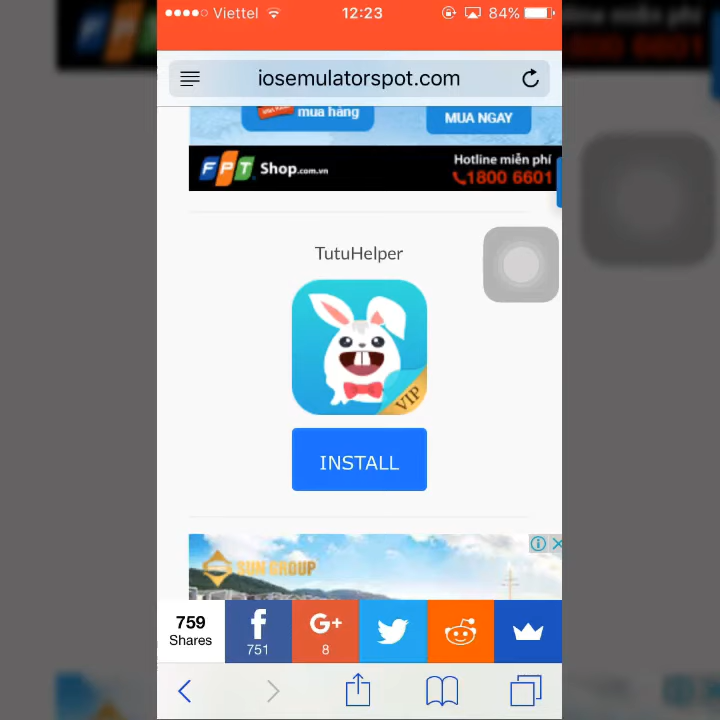 Viettel 12:23 84%
iosemulatorspot.com
mua hàng
MUA NGAY
FPT Shop.com.vn
Hotline miễn phí
1800 6601
TutuHelper
VIP
INSTALL
SUN GROUP
759
Shares
751
G+
8